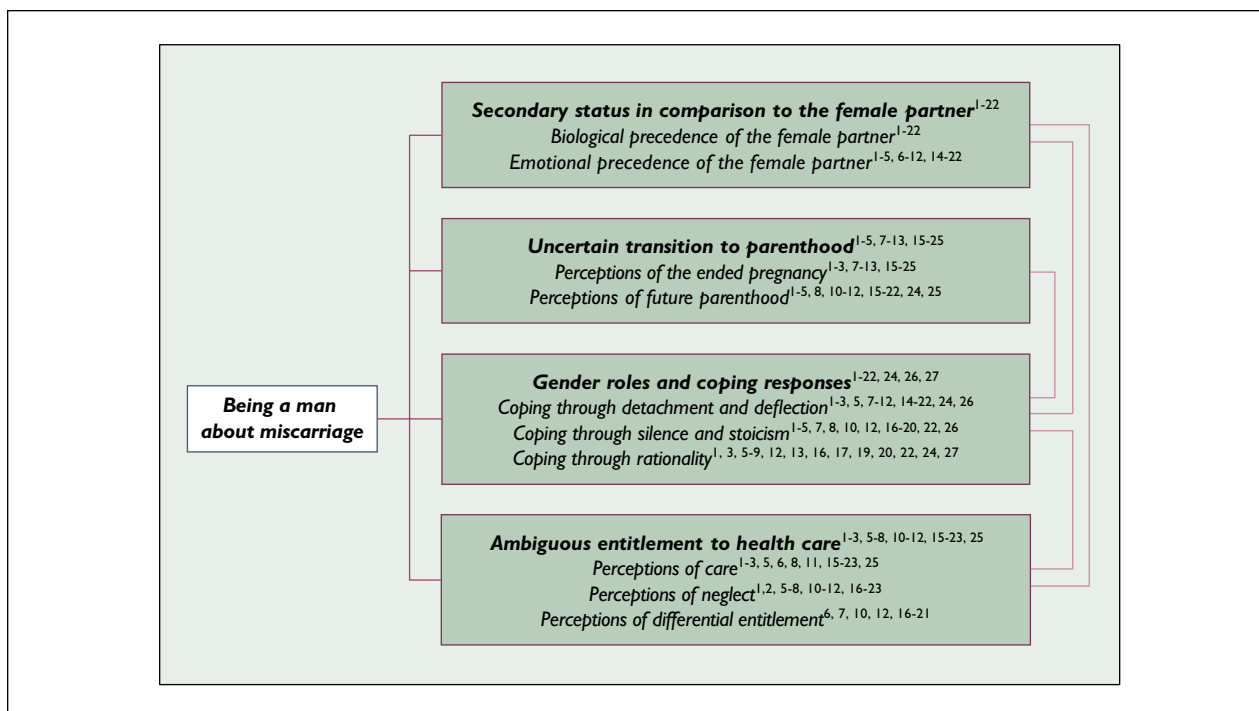 Secondary status in comparison to the female partner1-22
Biological precedence of the female partner1-22
Emotional precedence of the female partner1-5, 6-12, 14-22
Uncertain transition to parenthood1-5, 7-13, 15-25
Perceptions of the ended pregnancy1-3, 7-13, 15-25
Perceptions of future parenthood1-5, 8, 10-12, 15-22, 24, 25
Being a man
about miscarriage
Gender roles and coping responses1-22, 24, 26, 27
Coping through detachment and deflection1-3, 5, 7-12, 14-22, 24, 26
Coping through silence and stoicism1-5, 7, 8, 10, 12, 16-20, 22, 26
Coping through rationality1, 3, 5-9, 12, 13, 16, 17, 19, 20, 22, 24, 27
Ambiguous entitlement to health care1-3, 5-8, 10-12, 15-23, 25
Perceptions of care1-3, 5, 6, 8, 11, 15-23, 25
Perceptions of neglect1,2, 5-8, 10-12, 16-23
Perceptions of differential entitlement6, 7, 10, 12, 16-21